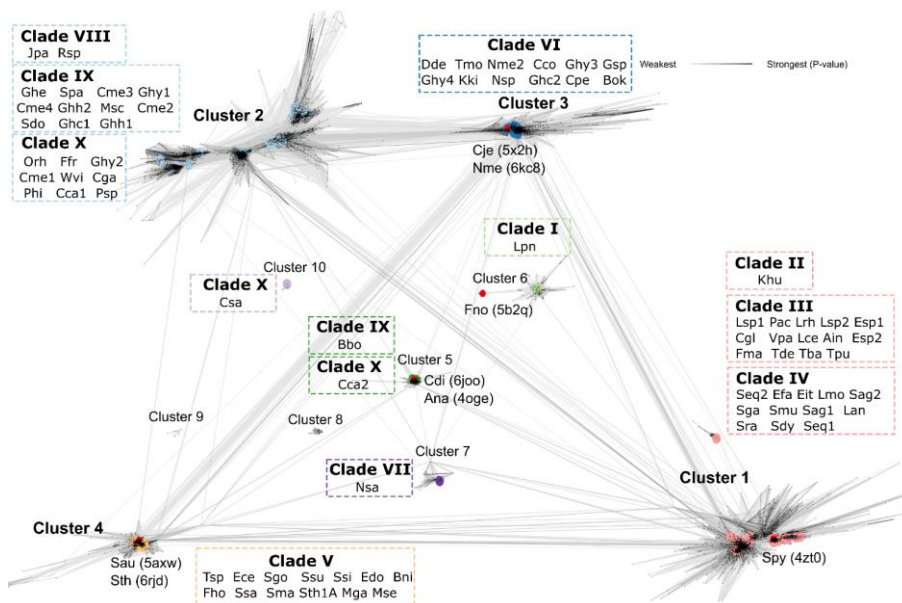 Clade VIII
Jpa Rsp
Clade IX
Ghe Spa Cme3 Ghy1
Cme4 Ghh2 Msc Cme2
Sdo Ghc1 Ghh1
Clade X
Orh Ffr Ghy2
Cme1 Wvi Cga
Phi Cca1 Psp
Cluster 2
Clade VI
Dde Tmo Nme2 Cco Ghy3 Gsp
Ghy4 Kki Nsp Ghc2 Cpe Bok
Weakest
Strongest (P-value)
Cluster 3
Cje (5x2h)
Nme (6kc8)
Clade I
Lpn
Cluster 6
Fno (5b2q)
Cluster 10
Clade X
Csa
Clade II
Khu
Clade III
Lsp1 Pac Lrh Lsp2 Esp1
Cgl Vpa Lce Ain Esp2
Fma Tde Tba Tpu
Clade IV
Seq2 Efa Eit Lmo Sag2
Sga Smu Sag1 Lan
Sra Sdy Seq1
Clade IX
Bbo
Clade X
Cca2
Cluster 5
Cdi (6joo)
Ana (4oge)
Cluster 9
Cluster 8
Cluster 7
Clade VII
Nsa
Cluster 1
Spy (4zt0)
Cluster 4
Sau (5axw)
Sth (6rjd)
Clade V
Tsp Ece Sgo Ssu Ssi Edo Bni
Fho Ssa Sma Sth1A Mga Mse